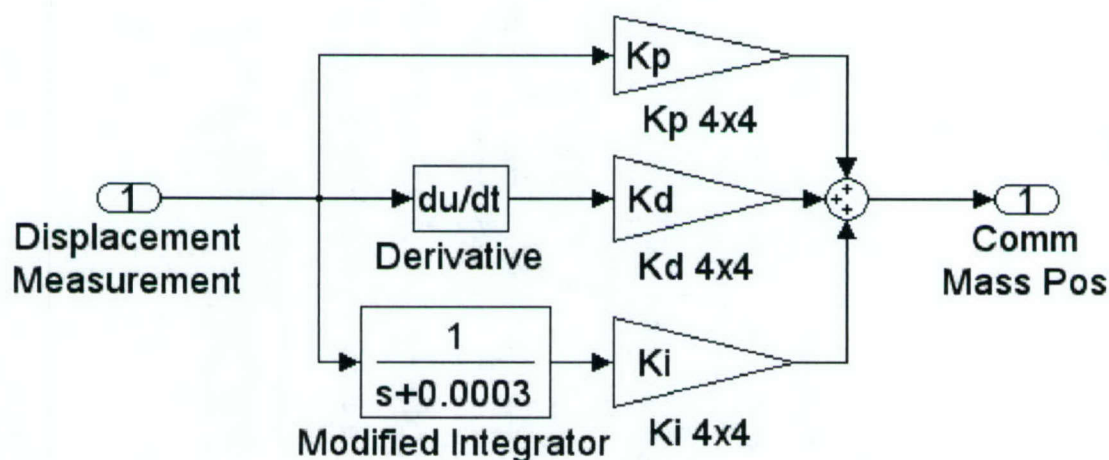 Kp
Kp 4x4
1
Displacement
Measurement
du/dt
Derivative
Kd
Kd 4x4
+
+
+
1
Comm
Mass Pos
1
s+0.0003
Modified Integrator
Ki
Ki 4x4